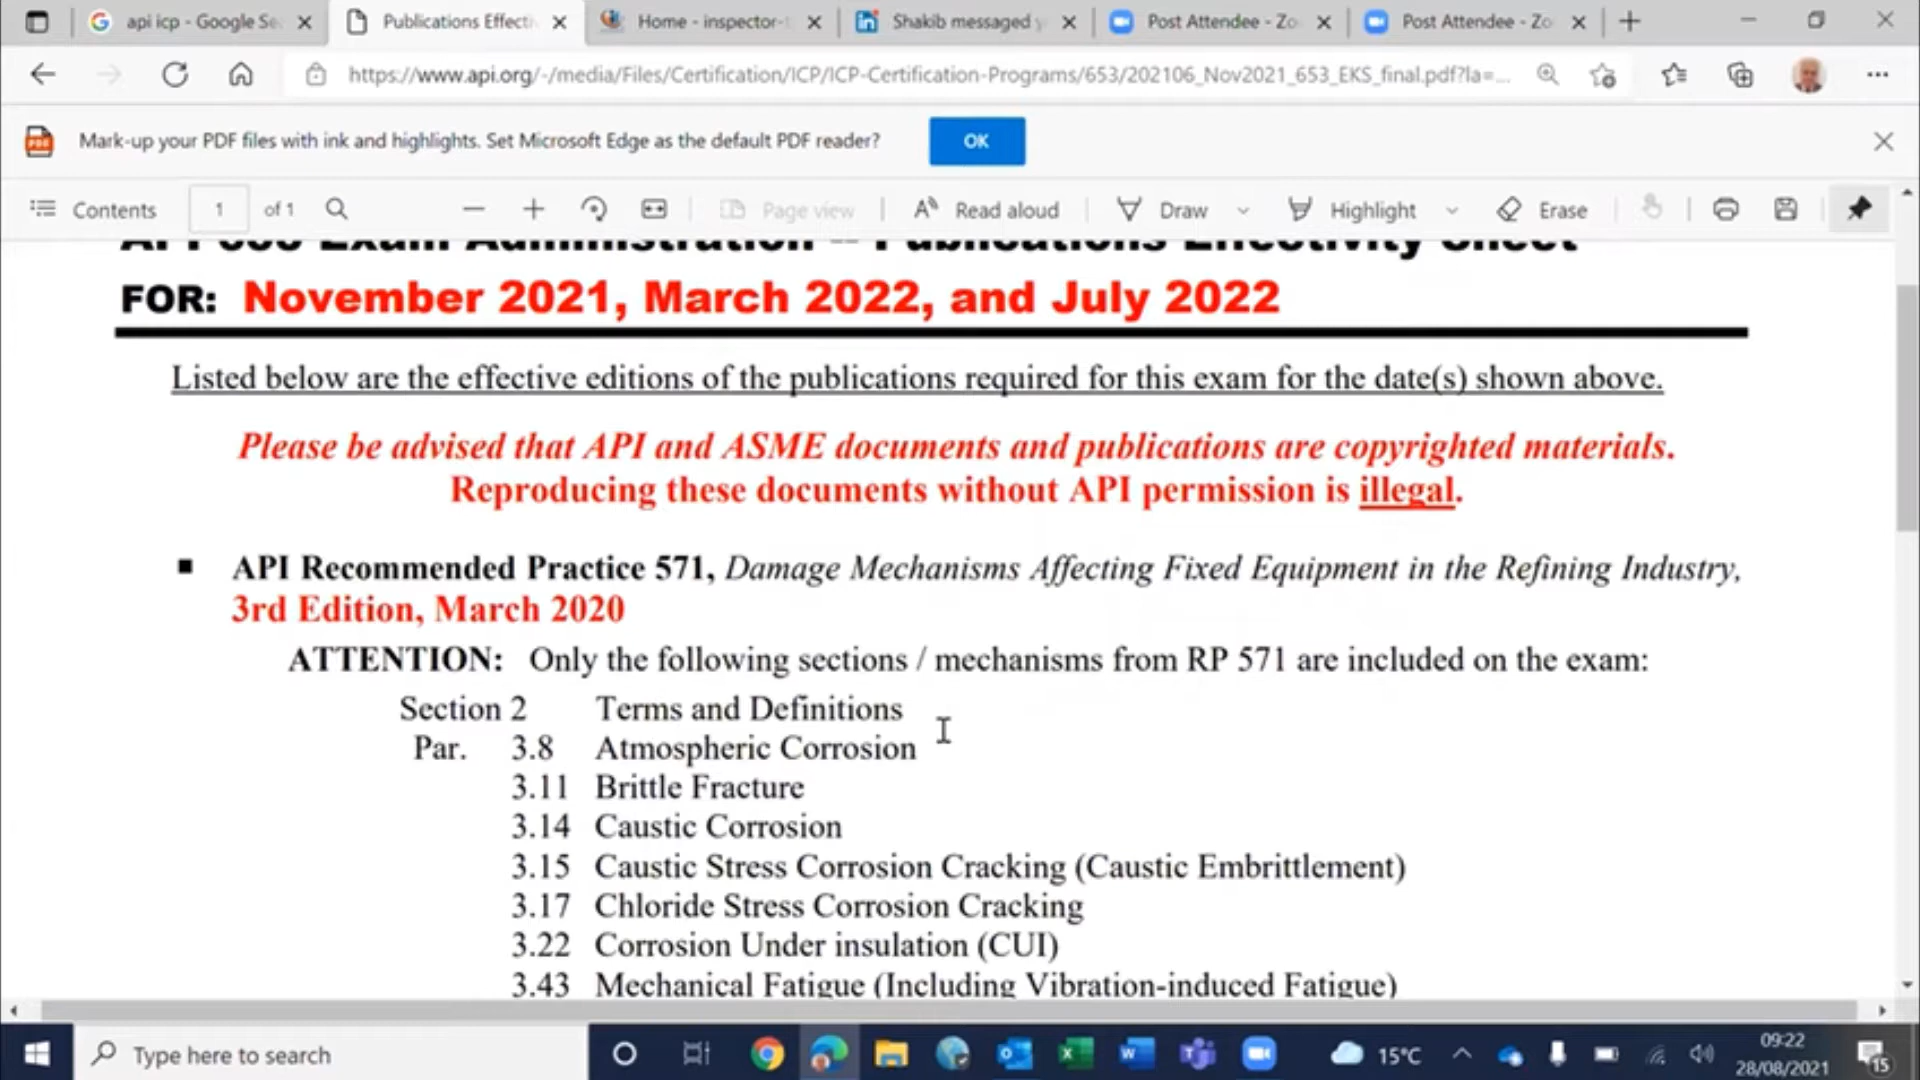 api icp - Google Se
Publications Effecti
Home - inspector-t
Shakib messaged y
Post Attendee - Zo
Post Attendee - Zo
https://www.api.org/-/media/Files/Certification/ICP/ICP-Certification-Programs/653/202106_Nov2021_653_EKS_final.pdf?la=...
Mark-up your PDF files with ink and highlights. Set Microsoft Edge as the default PDF reader?
OK
Contents
1
of 1
Page view
Read aloud
Draw
Highlight
Erase
Exam Administration -- Publications Effectivity Sheet
FOR: November 2021, March 2022, and July 2022
Listed below are the effective editions of the publications required for this exam for the date(s) shown above.
Please be advised that API and ASME documents and publications are copyrighted materials.
Reproducing these documents without API permission is illegal.
▪ API Recommended Practice 571, Damage Mechanisms Affecting Fixed Equipment in the Refining Industry,
3rd Edition, March 2020
ATTENTION: Only the following sections / mechanisms from RP 571 are included on the exam:
Section 2 Terms and Definitions
Par. 3.8 Atmospheric Corrosion
3.11 Brittle Fracture
3.14 Caustic Corrosion
3.15 Caustic Stress Corrosion Cracking (Caustic Embrittlement)
3.17 Chloride Stress Corrosion Cracking
3.22 Corrosion Under insulation (CUI)
3.43 Mechanical Fatigue (Including Vibration-induced Fatigue)
Type here to search
15°C
09:22
28/08/2021
15